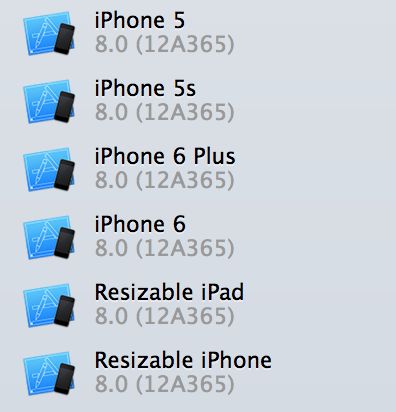 iPhone 5
8.0 (12A365)
iPhone 5s
8.0 (12A365)
iPhone 6 Plus
8.0 (12A365)
iPhone 6
8.0 (12A365)
Resizable iPad
8.0 (12A365)
Resizable iPhone
8.0 (12A365)